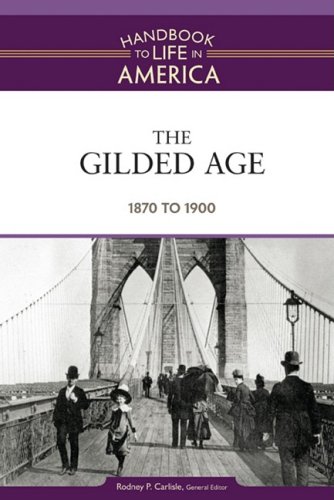 HANDBOOK
TO LIFE IN
AMERICA
THE
GILDED AGE
1870 TO 1900
Rodney P. Carlisle, General Editor